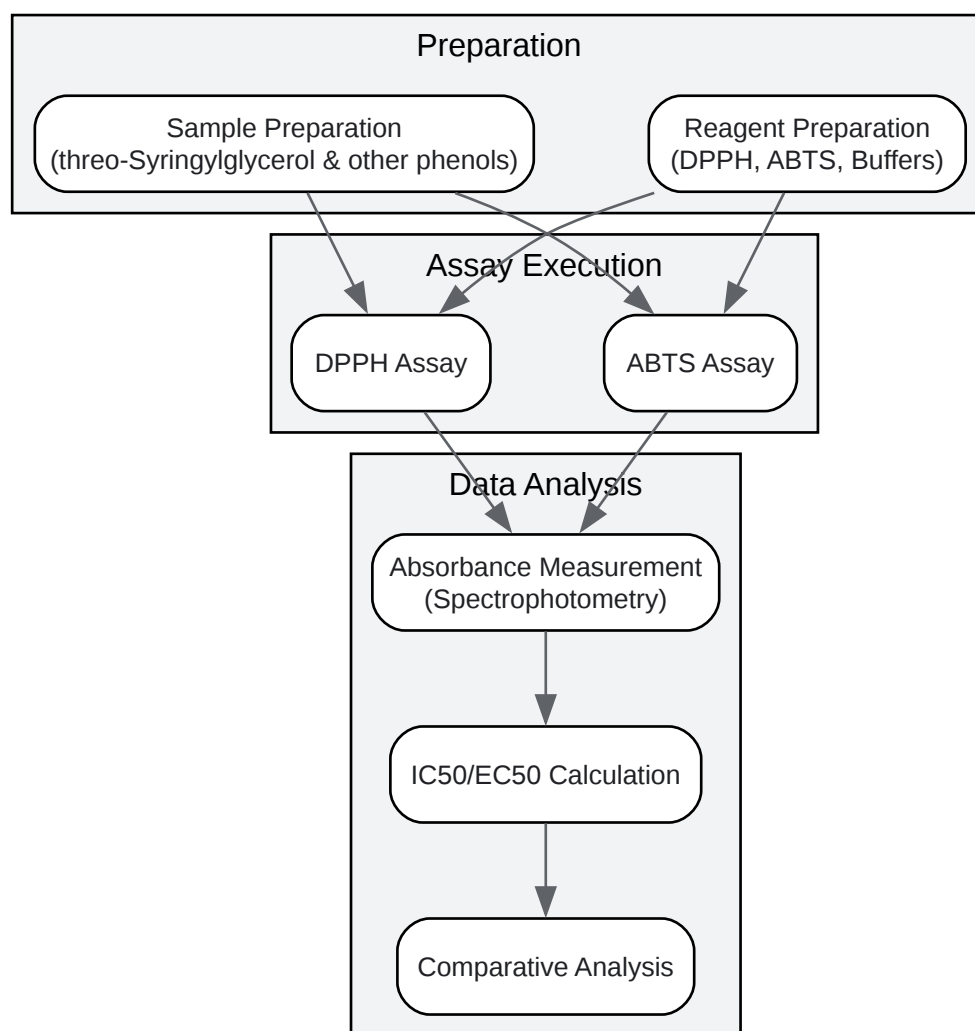 Preparation
Sample Preparation
(threo-Syringylglycerol & other phenols)
Reagent Preparation
(DPPH, ABTS, Buffers)
Assay Execution
DPPH Assay
ABTS Assay
Data Analysis
Absorbance Measurement
(Spectrophotometry)
IC50/EC50 Calculation
Comparative Analysis